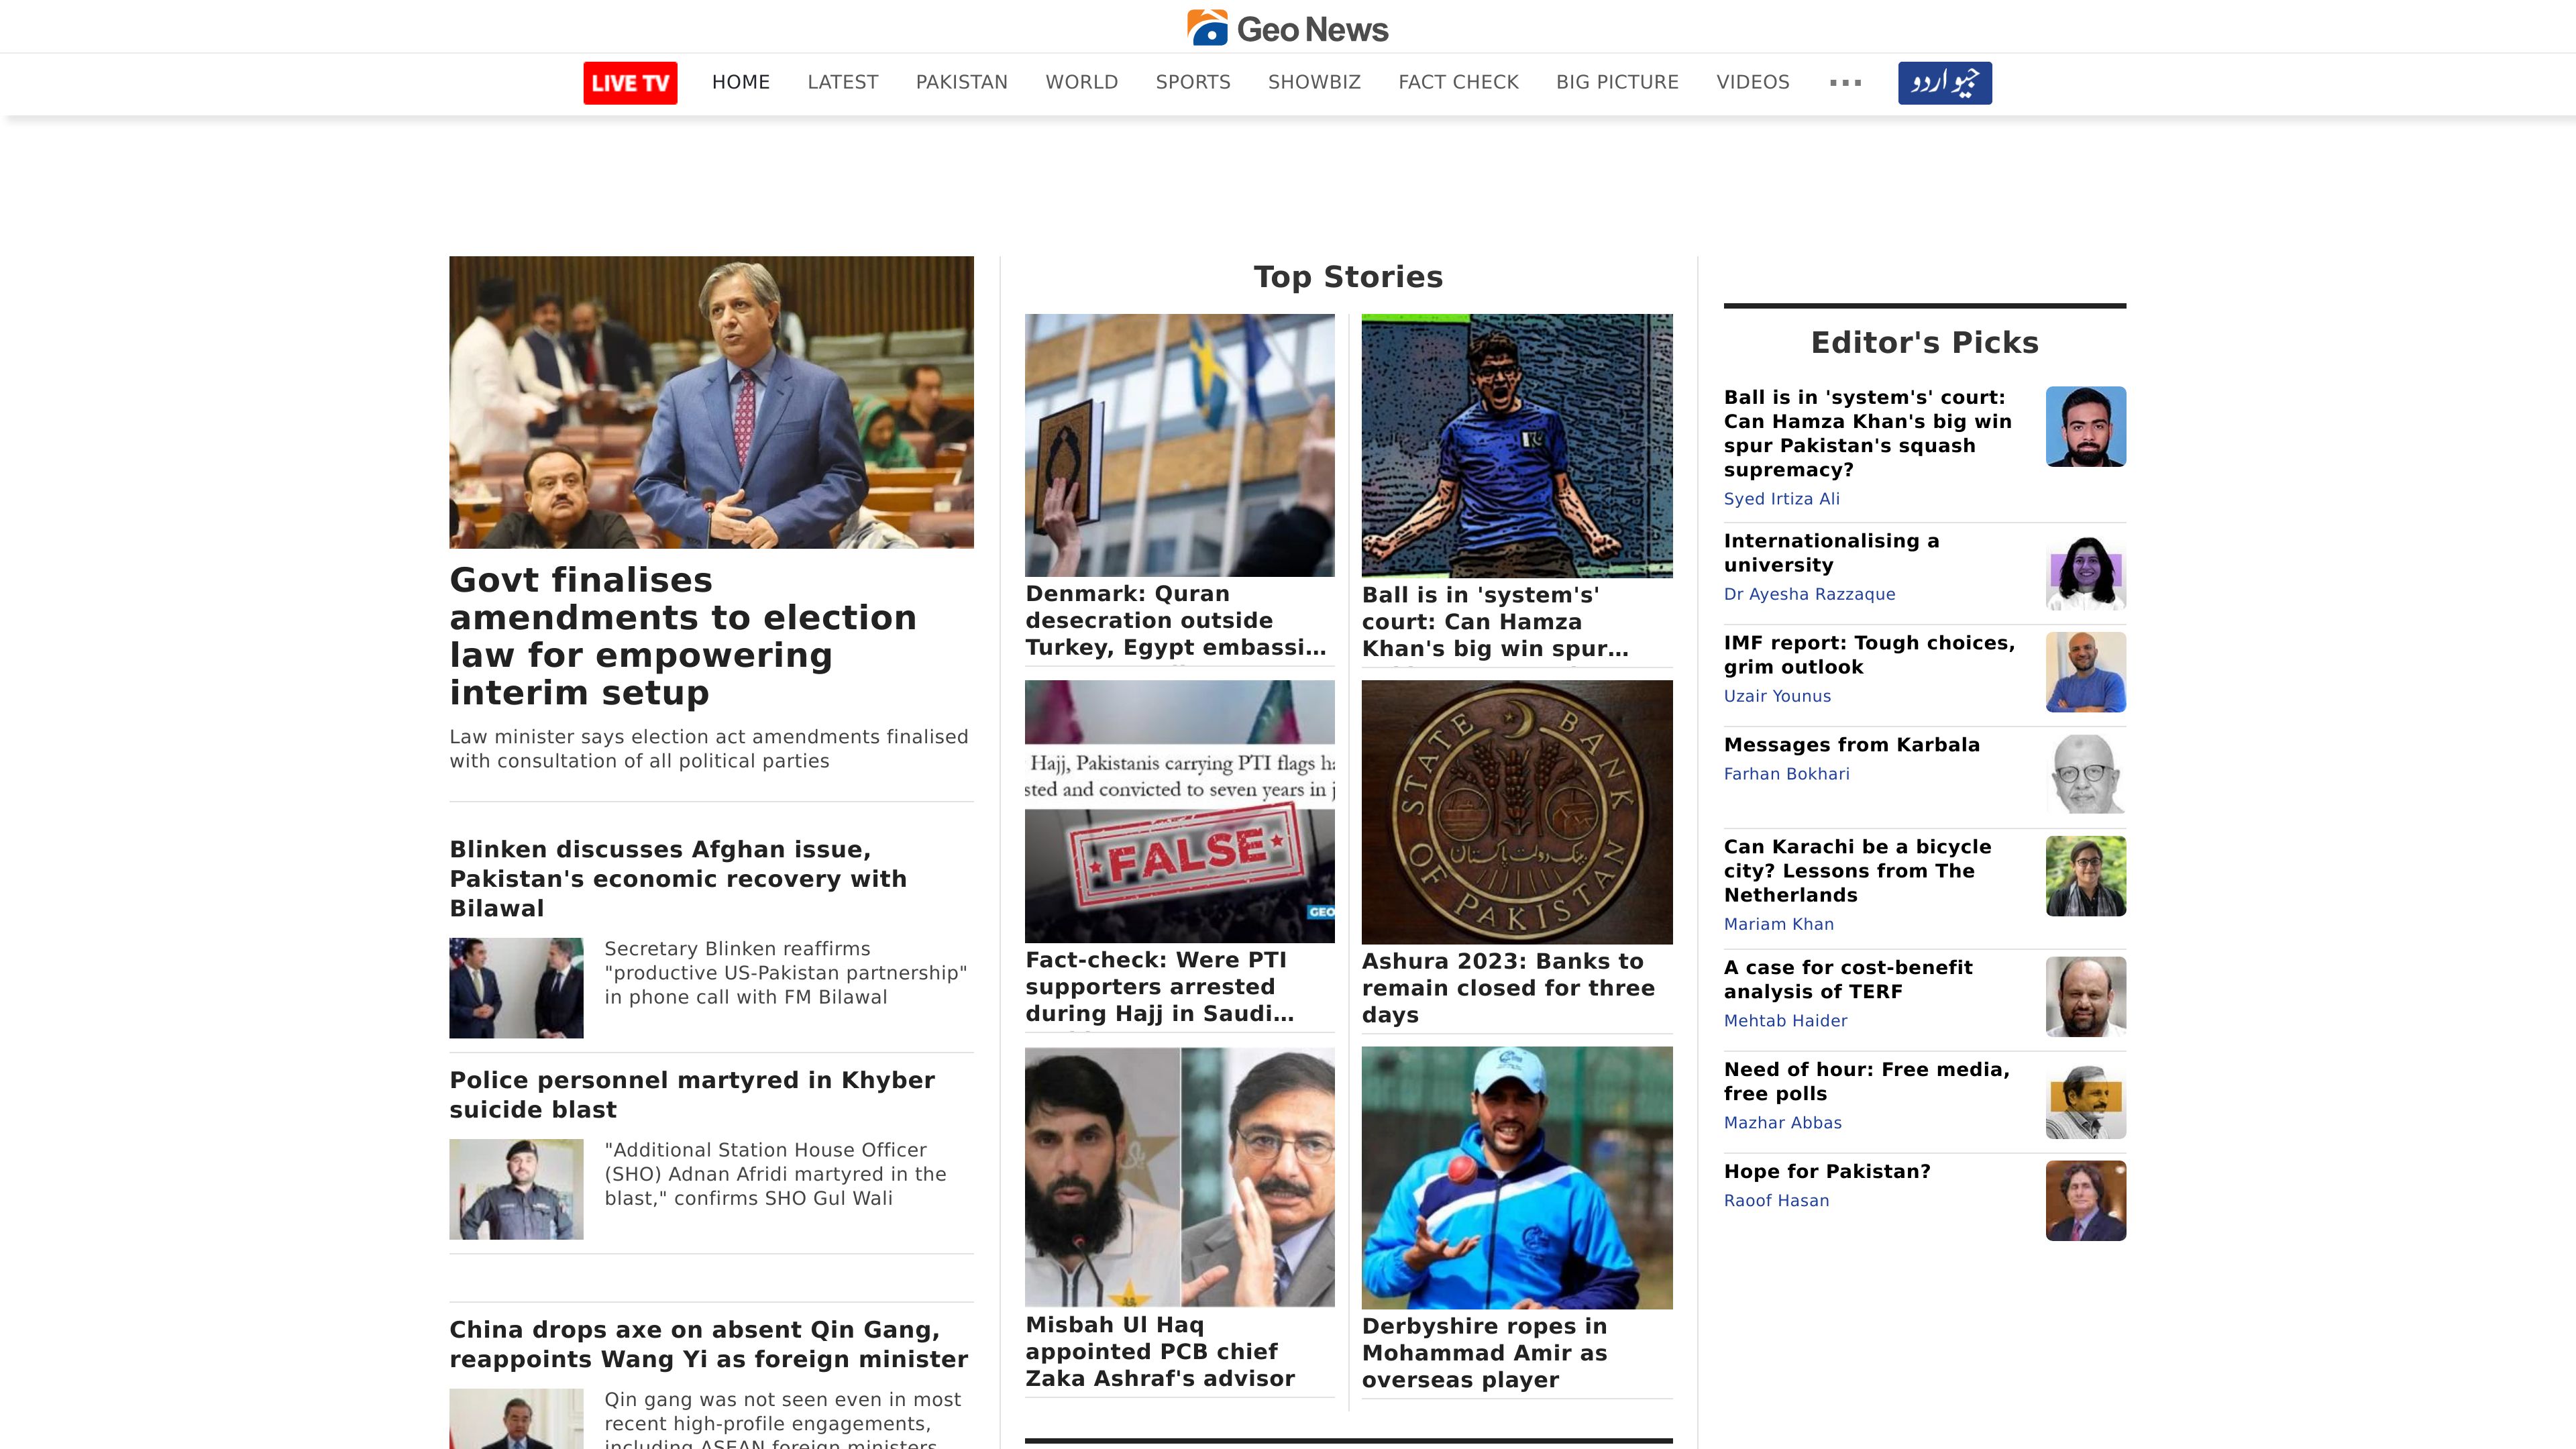 Geo News
LIVE TV
HOME
LATEST
PAKISTAN
WORLD
SPORTS
SHOWBIZ
FACT CHECK
BIG PICTURE
VIDEOS
جیو اردو
Govt finalises
amendments to election
law for empowering
interim setup
Law minister says election act amendments finalised
with consultation of all political parties
Blinken discusses Afghan issue,
Pakistan's economic recovery with
Bilawal
Secretary Blinken reaffirms
"productive US-Pakistan partnership"
in phone call with FM Bilawal
Police personnel martyred in Khyber
suicide blast
"Additional Station House Officer
(SHO) Adnan Afridi martyred in the
blast," confirms SHO Gul Wali
China drops axe on absent Qin Gang,
reappoints Wang Yi as foreign minister
Qin gang was not seen even in most
recent high-profile engagements,
including ASEAN foreign ministers
Top Stories
Denmark: Quran
desecration outside
Turkey, Egypt embassi…
Ball is in 'system's'
court: Can Hamza
Khan's big win spur…
Hajj, Pakistanis carrying PTI flags
sted and convicted to seven years in
FALSE
GEO
Fact-check: Were PTI
supporters arrested
during Hajj in Saudi…
STATE BANK
OF PAKISTAN
بینک دولت پاکستان
Ashura 2023: Banks to
remain closed for three
days
Misbah Ul Haq
appointed PCB chief
Zaka Ashraf's advisor
Derbyshire ropes in
Mohammad Amir as
overseas player
Editor's Picks
Ball is in 'system's' court:
Can Hamza Khan's big win
spur Pakistan's squash
supremacy?
Syed Irtiza Ali
Internationalising a
university
Dr Ayesha Razzaque
IMF report: Tough choices,
grim outlook
Uzair Younus
Messages from Karbala
Farhan Bokhari
Can Karachi be a bicycle
city? Lessons from The
Netherlands
Mariam Khan
A case for cost-benefit
analysis of TERF
Mehtab Haider
Need of hour: Free media,
free polls
Mazhar Abbas
Hope for Pakistan?
Raoof Hasan